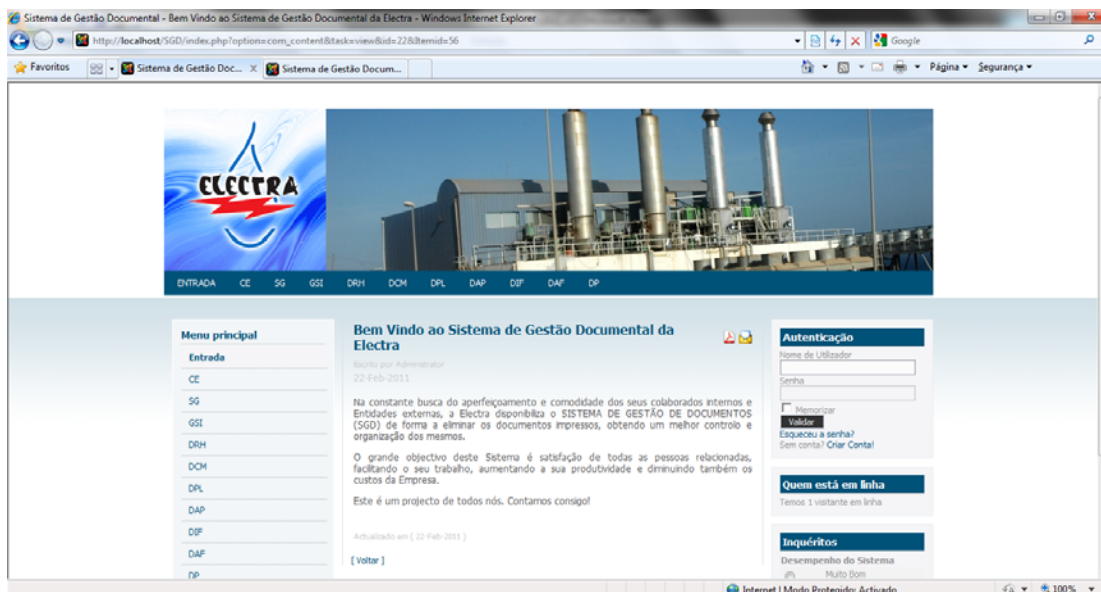 Sistema de Gestão Documental - Bem Vindo ao Sistema de Gestão Documental da Electra - Windows Internet Explorer
http://localhost/SGD/index.php?option=com_content&task=view&id=22&Itemid=56
Google
Favoritos
Sistema de Gestão Doc...
Sistema de Gestão Docum...
Página
Segurança
ELECTRA
ENTRADA CE SG GSI DRH DCM DPL DAP DIF DAF DP
Menu principal
Entrada
CE
SG
GSI
DRH
DCM
DPL
DAP
DIF
DAF
DP
Bem Vindo ao Sistema de Gestão Documental da
Electra
Escrito por Administrator
22-Feb-2011
Na constante busca do aperfeiçoamento e comodidade dos seus colaborados internos e
Entidades externas, a Electra disponibiliza o SISTEMA DE GESTÃO DE DOCUMENTOS
(SGD) de forma a eliminar os documentos impressos, obtendo um melhor controlo e
organização dos mesmos.
O grande objectivo deste Sistema é satisfação de todas as pessoas relacionadas,
facilitando o seu trabalho, aumentando a sua produtividade e diminuindo também os
custos da Empresa.
Este é um projecto de todos nós. Contamos consigo!
Actualizado em ( 22-Feb-2011 )
[ Voltar ]
Autenticação
Nome de Utilizador
Senha
Memorizar
Validar
Esqueceu a senha?
Sem conta? Criar Conta!
Quem está em linha
Temos 1 visitante em linha
Inquéritos
Desempenho do Sistema
Muito Bom
Internet | Modo Protegido: Activado
100%